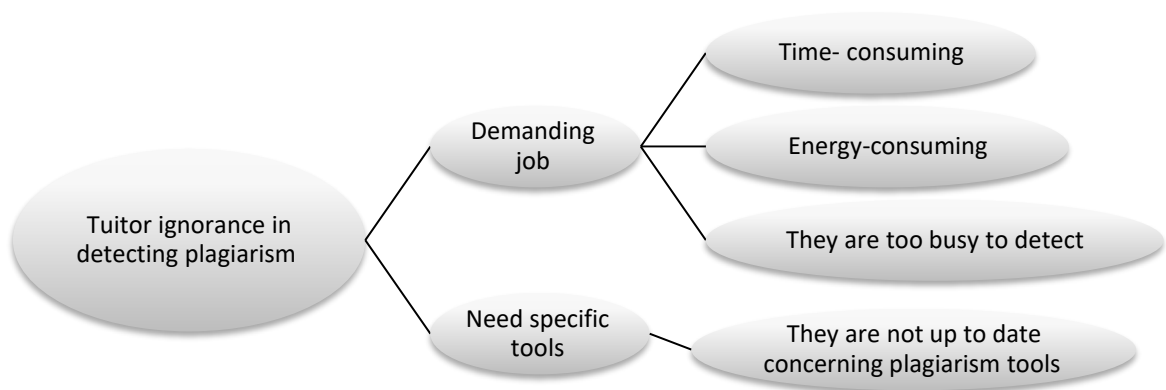 Tuitor ignorance in
detecting plagiarism
Demanding
job
Time- consuming
Energy-consuming
They are too busy to detect
Need specific
tools
They are not up to date
concerning plagiarism tools